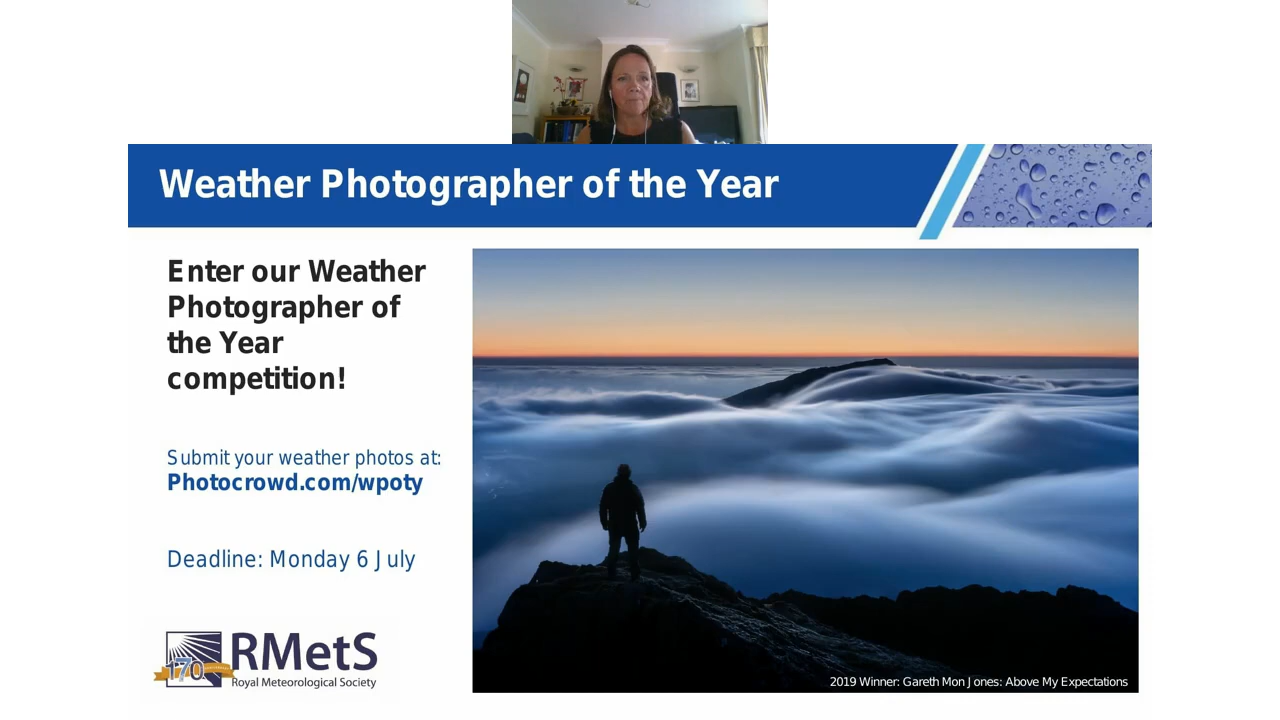 Weather Photographer of the Year
Enter our Weather
Photographer of
the Year
competition!
Submit your weather photos at:
Photocrowd.com/wpoty
Deadline: Monday 6 July
170
RMetS
Royal Meteorological Society
2019 Winner: Gareth Mon Jones: Above My Expectations